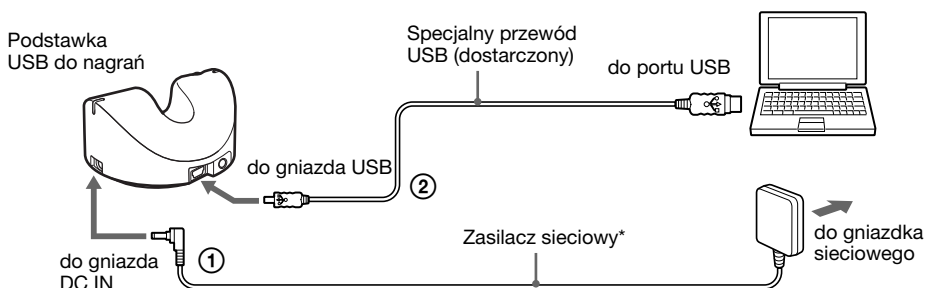 Podstawka
USB do nagrań
Specjalny przewód
USB (dostarczony)
do portu USB
do gniazda USB
②
do gniazda
DC IN
①
Zasilacz sieciowy*
do gniazdka
sieciowego